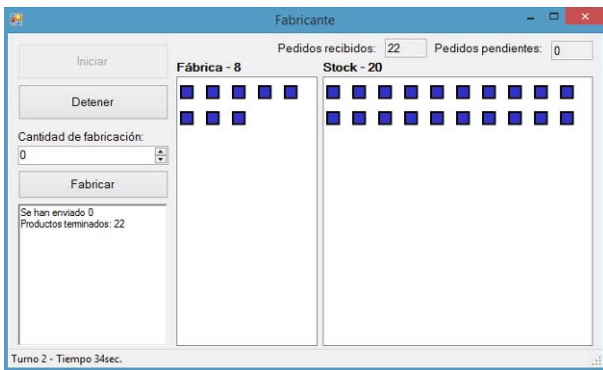 Fabricante
Iniciar
Detener
Cantidad de fabricación:
0
Fabricar
Se han enviado 0
Productos terminados: 22
Pedidos recibidos: 22 Pedidos pendientes: 0
Fábrica - 8 Stock - 20
Turno 2 - Tiempo 34sec.